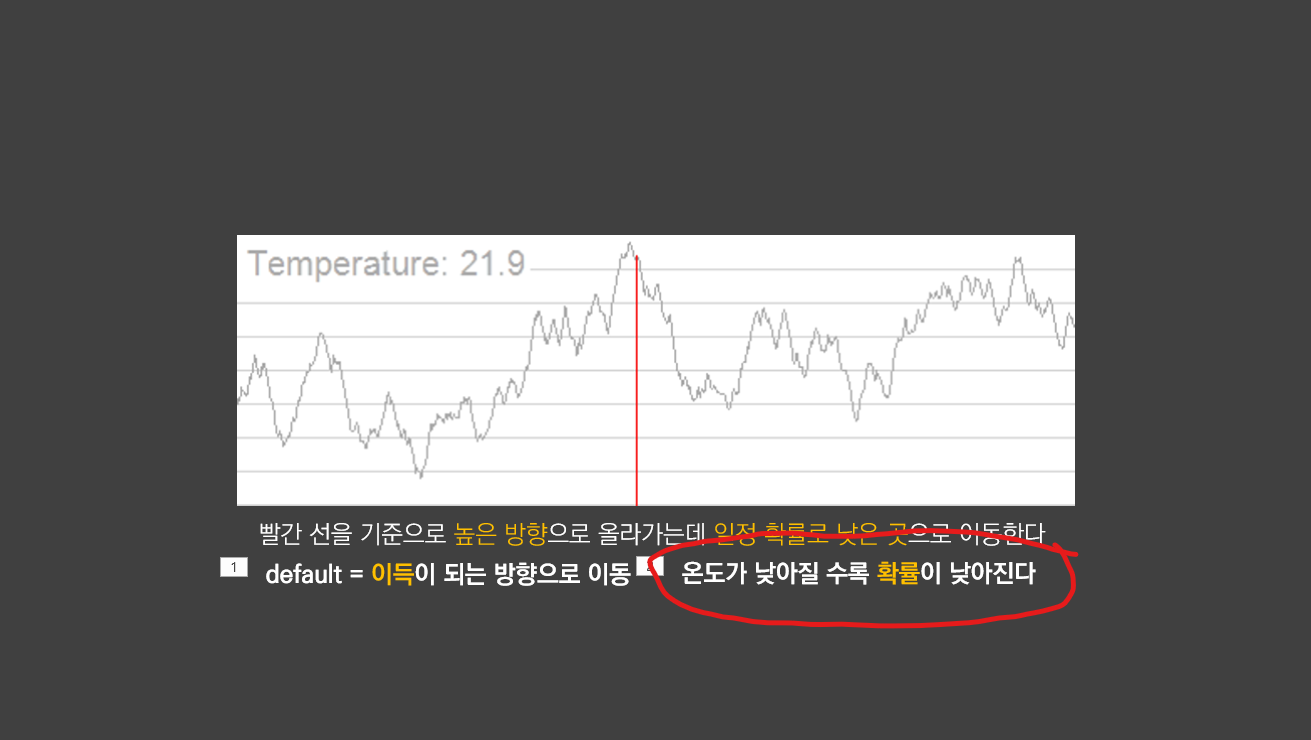 Temperature: 21.9
빨간 선을 기준으로 높은 방향으로 올라가는데 일정 확률로 낮은 곳으로 이동한다
1 default = 이득이 되는 방향으로 이동
온도가 낮아질 수록 확률이 낮아진다